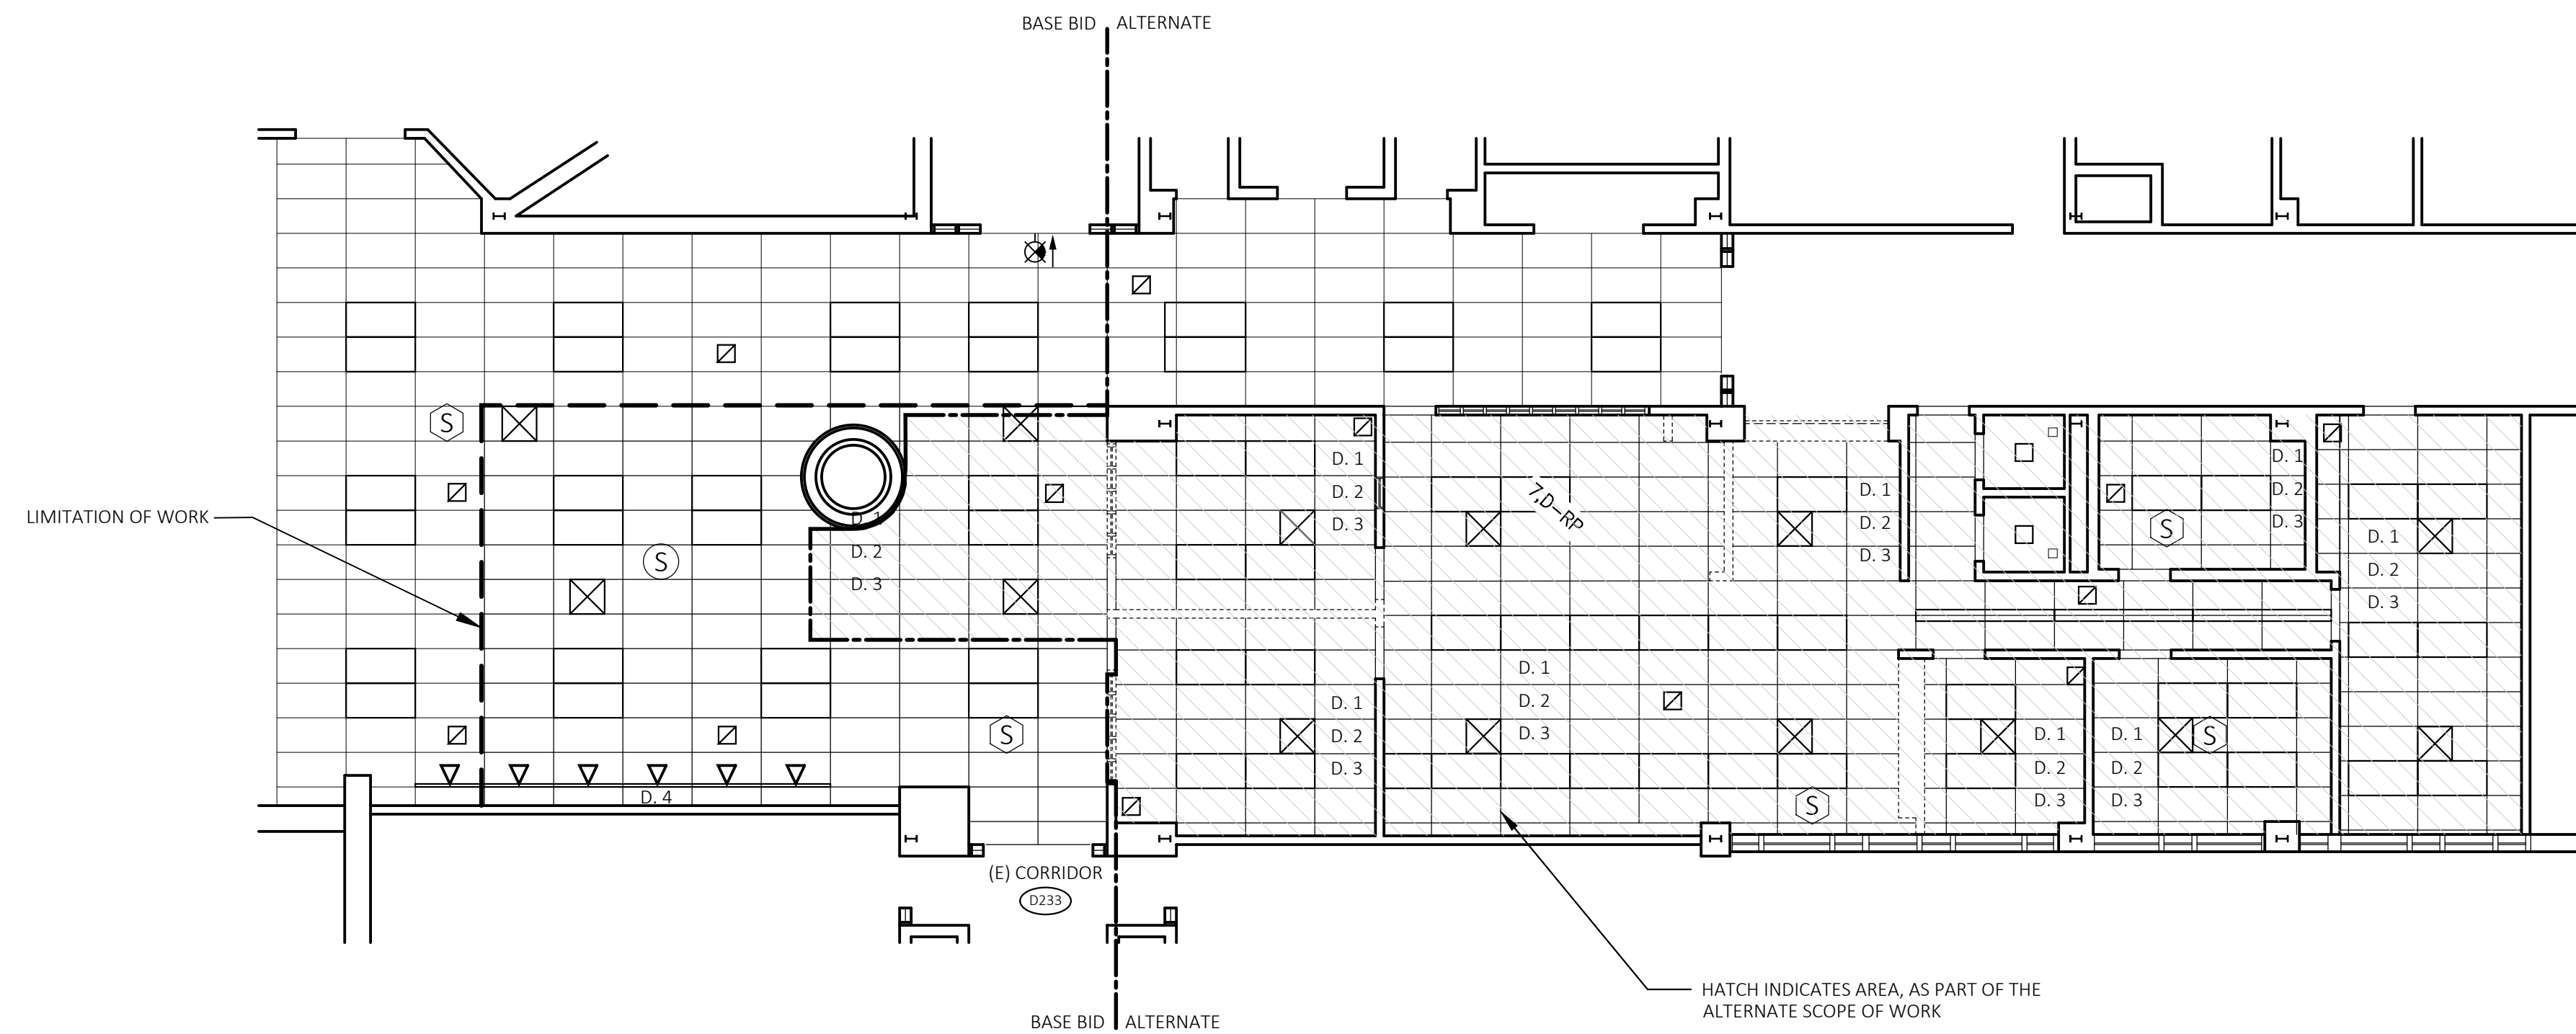 BASE BID ALTERNATE
S
LIMITATION OF WORK
S
D. 1
D. 2
D. 3
D. 1
D. 2
D. 3
7,D-RP
D. 1
D. 2
D. 3
D. 1
D. 2
D. 3
S
D. 1
D. 2
D. 3
D. 1
D. 2
D. 3
D. 1
D. 2
D. 3
S
S
D. 1
D. 2
D. 3
D. 1
D. 2
D. 3
S
S
D. 4
(E) CORRIDOR
D233
HATCH INDICATES AREA, AS PART OF THE
ALTERNATE SCOPE OF WORK
BASE BID ALTERNATE